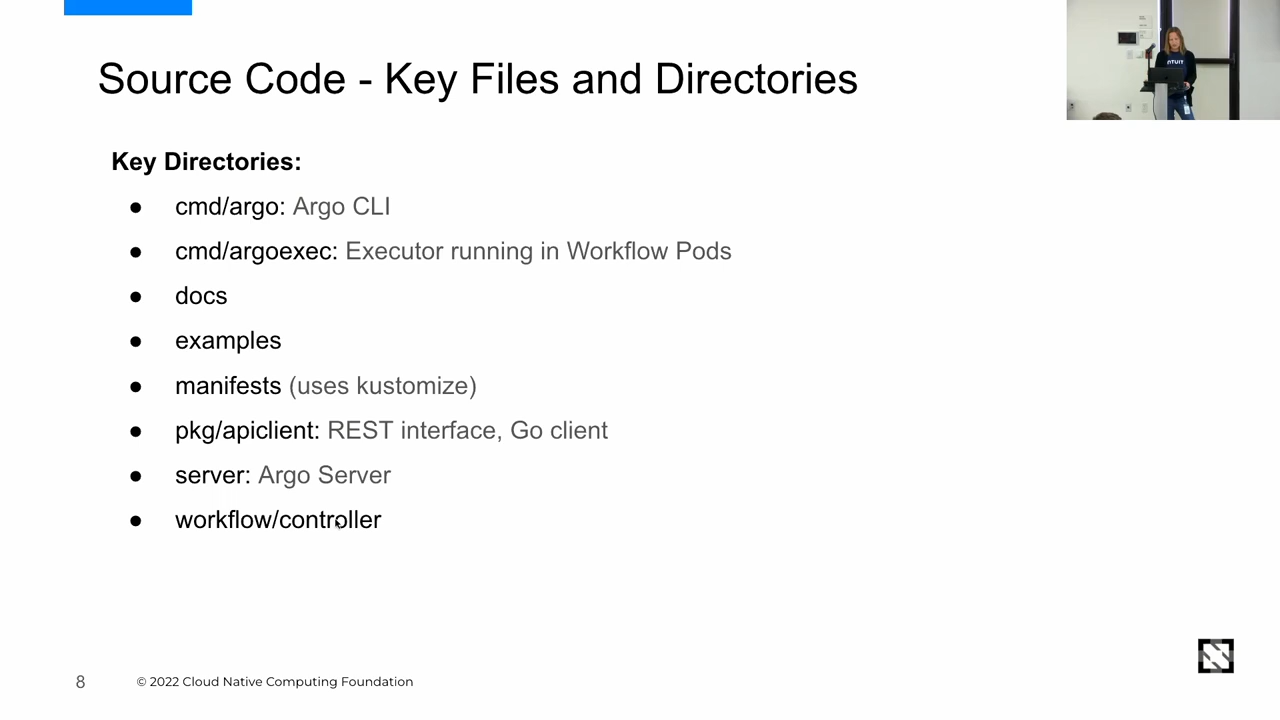 Source Code - Key Files and Directories
Key Directories:
● cmd/argo: Argo CLI
● cmd/argoexec: Executor running in Workflow Pods
● docs
● examples
● manifests (uses kustomize)
● pkg/apiclient: REST interface, Go client
● server: Argo Server
● workflow/controller
8
© 2022 Cloud Native Computing Foundation